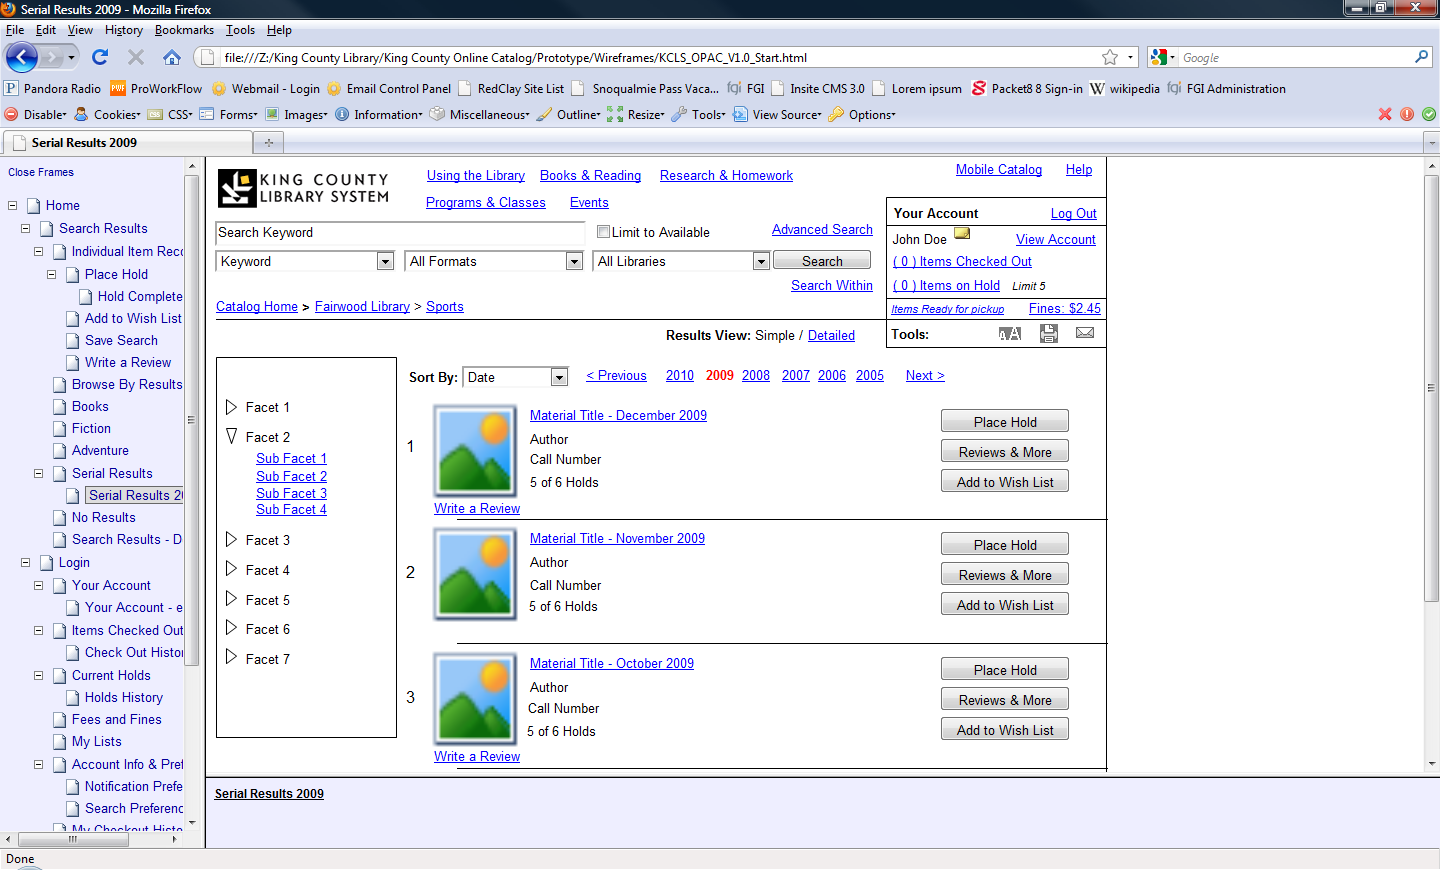 Serial Results 2009 - Mozilla Firefox
File Edit View History Bookmarks Tools Help
file:///Z:/King County Library/King County Online Catalog/Prototype/Wireframes/KCLS_OPAC_V1.0_Start.html
Google
P Pandora Radio PWF ProWorkFlow Webmail - Login Email Control Panel RedClay Site List Snoqualmie Pass Vaca... fgi FGI Insite CMS 3.0 Lorem ipsum Packet8 8 Sign-in W wikipedia fgi FGI Administration
Disable Cookies CSS Forms Images Information Miscellaneous Outline Resize Tools View Source Options
Serial Results 2009
Close Frames
Home
Search Results
Individual Item Reco
Place Hold
Hold Complete
Add to Wish List
Save Search
Write a Review
Browse By Results
Books
Fiction
Adventure
Serial Results
Serial Results 20
No Results
Search Results - D
Login
Your Account
Your Account - e
Items Checked Out
Check Out Histor
Current Holds
Holds History
Fees and Fines
My Lists
Account Info & Pref
Notification Prefe
Search Preferenc
My Checkout Histo
KING COUNTY
LIBRARY SYSTEM
Using the Library Books & Reading Research & Homework
Programs & Classes Events
Mobile Catalog Help
Search Keyword
Limit to Available
Advanced Search
Keyword All Formats All Libraries Search
Search Within
Your Account Log Out
John Doe View Account
( 0 ) Items Checked Out
( 0 ) Items on Hold Limit 5
Items Ready for pickup Fines: $2.45
Tools: AA
Catalog Home > Fairwood Library > Sports
Results View: Simple / Detailed
Facet 1
Facet 2
Sub Facet 1
Sub Facet 2
Sub Facet 3
Sub Facet 4
Facet 3
Facet 4
Facet 5
Facet 6
Facet 7
Sort By: Date < Previous 2010 2009 2008 2007 2006 2005 Next >
1
Material Title - December 2009
Author
Call Number
5 of 6 Holds
Write a Review
Place Hold
Reviews & More
Add to Wish List
2
Material Title - November 2009
Author
Call Number
5 of 6 Holds
Place Hold
Reviews & More
Add to Wish List
3
Material Title - October 2009
Author
Call Number
5 of 6 Holds
Write a Review
Place Hold
Reviews & More
Add to Wish List
Serial Results 2009
Done